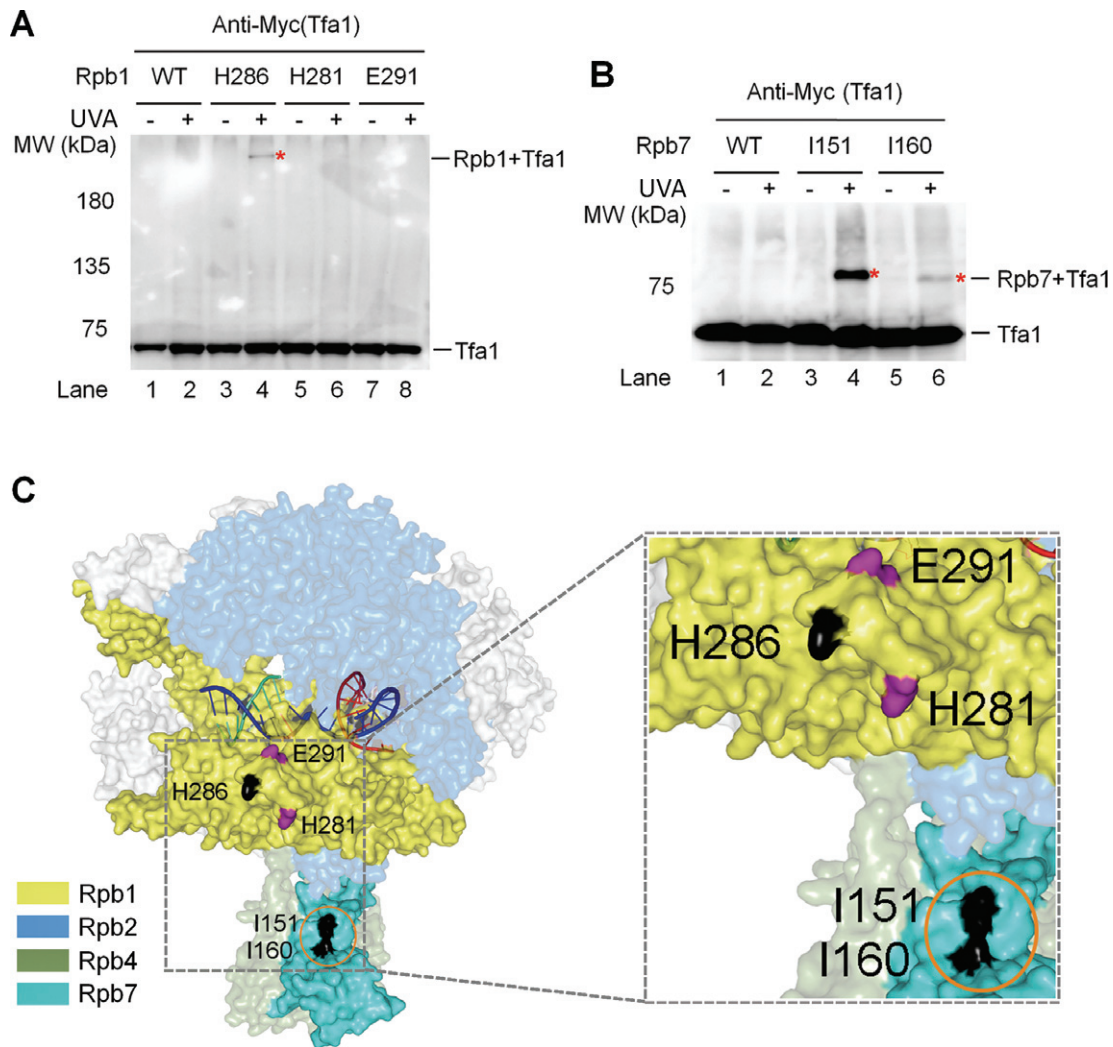 A
Anti-Myc(Tfa1)
Rpb1 WT H286 H281 E291
UVA - + - + - + - +
MW (kDa)
Rpb1+Tfa1
*
180
135
75
Tfa1
Lane 1 2 3 4 5 6 7 8
B
Anti-Myc (Tfa1)
Rpb7 WT I151 I160
UVA - + - + - +
MW (kDa)
75
* * Rpb7+Tfa1
Tfa1
Lane 1 2 3 4 5 6
C
E291
H286
H281
I151
I160
Rpb1
Rpb2
Rpb4
Rpb7
E291
H286
H281
I151
I160